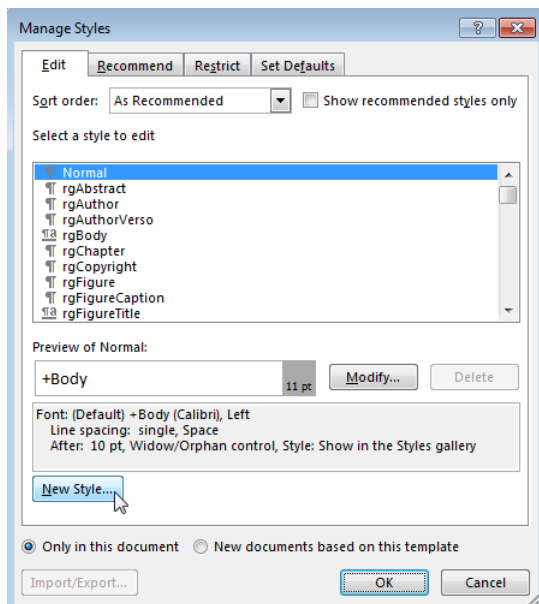 Manage Styles
Edit Recommend Restrict Set Defaults
Sort order: As Recommended Show recommended styles only
Select a style to edit
¶ Normal
¶ rgAbstract
¶ rgAuthor
¶ rgAuthorVerso
¶a rgBody
¶ rgChapter
¶ rgCopyright
¶ rgFigure
¶ rgFigureCaption
¶a rgFigureTitle
Preview of Normal:
+Body 11 pt Modify... Delete
Font: (Default) +Body (Calibri), Left
Line spacing: single, Space
After: 10 pt, Widow/Orphan control, Style: Show in the Styles gallery
New Style...
Only in this document New documents based on this template
Import/Export... OK Cancel